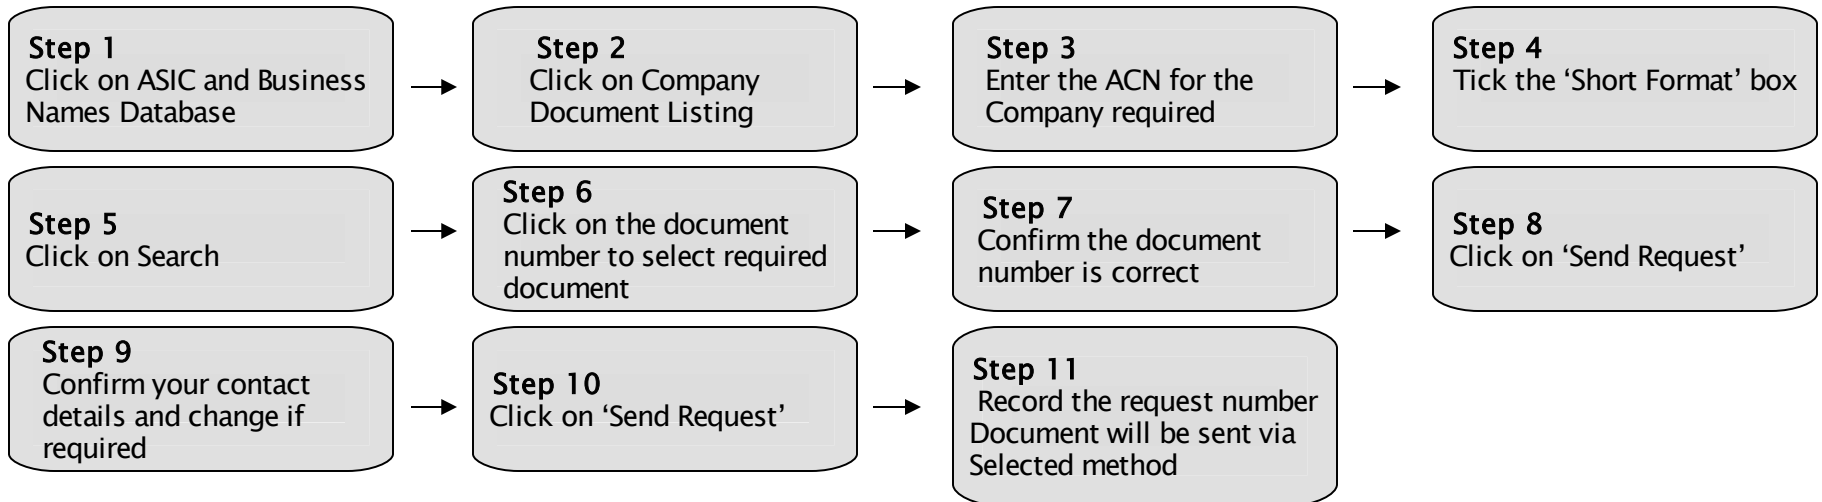 Step 1
Click on ASIC and Business
Names Database
Step 2
Click on Company
Document Listing
Step 3
Enter the ACN for the
Company required
Step 4
Tick the ‘Short Format’ box
Step 5
Click on Search
Step 6
Click on the document
number to select required
document
Step 7
Confirm the document
number is correct
Step 8
Click on ‘Send Request’
Step 9
Confirm your contact
details and change if
required
Step 10
Click on ‘Send Request’
Step 11
Record the request number
Document will be sent via
Selected method